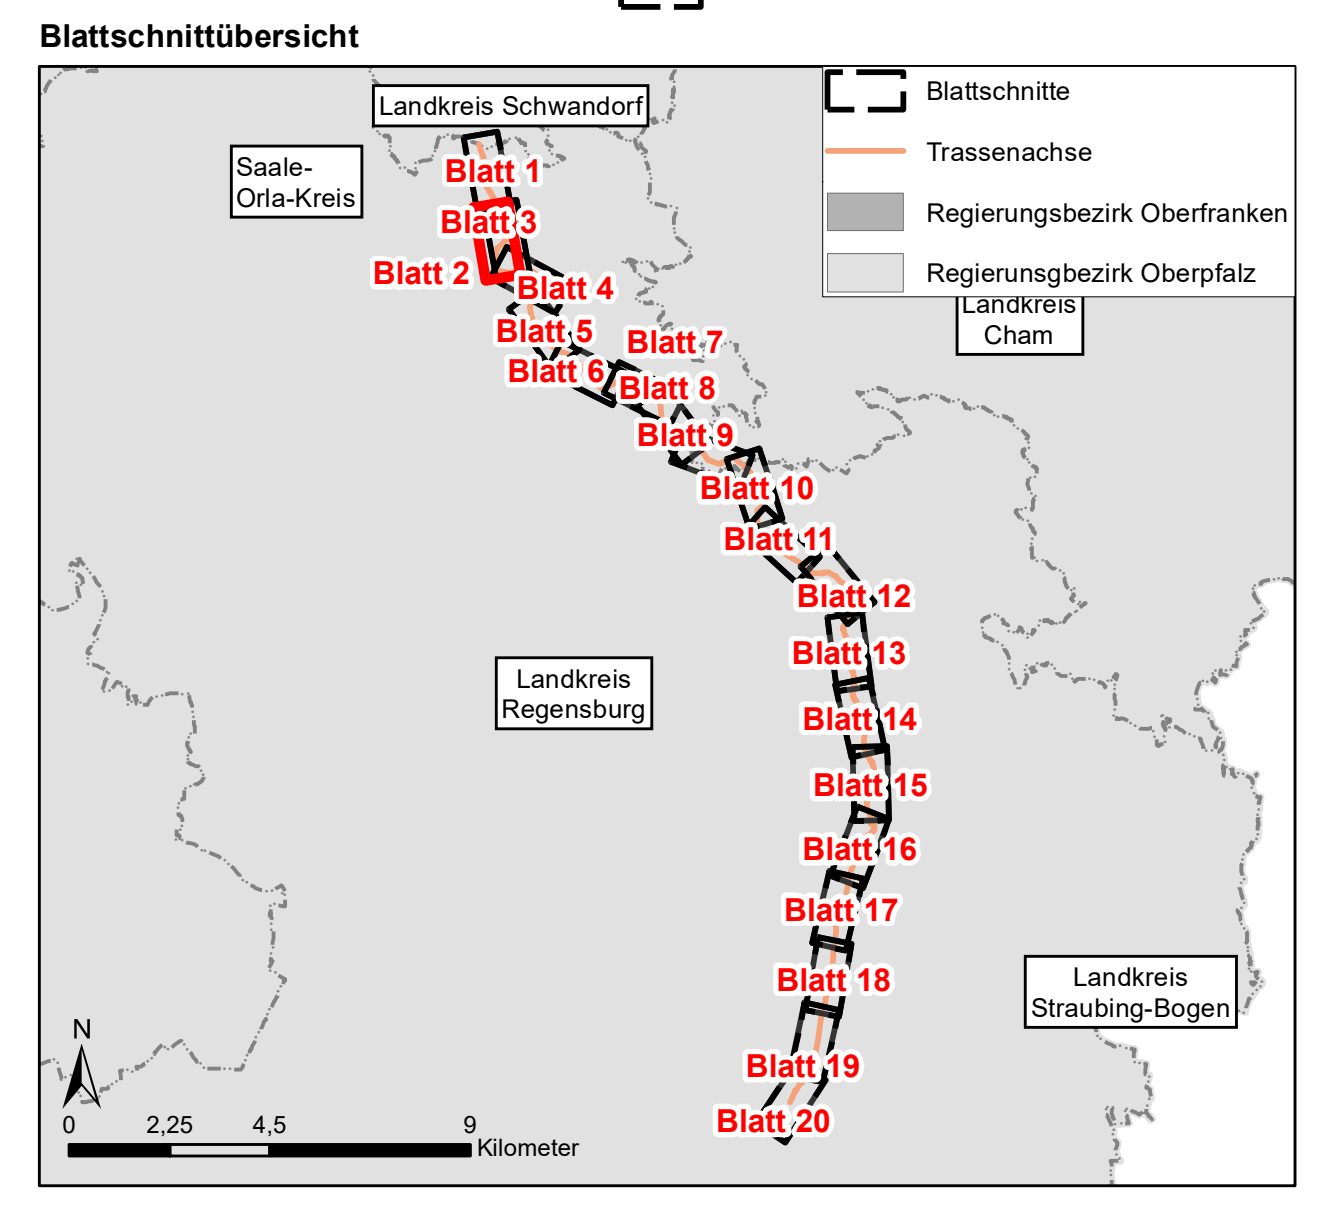 Blattschnittübersicht
Landkreis Schwandorf
Saale-
Orla-Kreis
Blattschnitte
Trassenachse
Regierungsbezirk Oberfranken
Regierunsgbezirk Oberpfalz
Landkreis
Cham
Blatt 1
Blatt 3
Blatt 2
Blatt 4
Blatt 5
Blatt 7
Blatt 6
Blatt 8
Blatt 9
Blatt 10
Blatt 11
Blatt 12
Blatt 13
Landkreis
Regensburg
Blatt 14
Blatt 15
Blatt 16
Blatt 17
Blatt 18
Landkreis
Straubing-Bogen
Blatt 19
Blatt 20
N
0 2,25 4,5 9
Kilometer